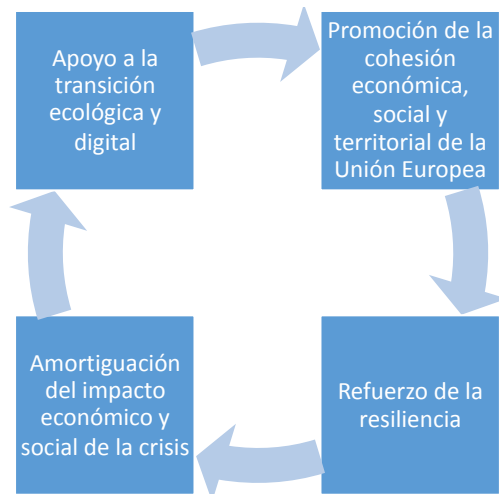 Apoyo a la
transición
ecológica y
digital
Promoción de la
cohesión
económica,
social y
territorial de la
Unión Europea
Refuerzo de la
resiliencia
Amortiguación
del impacto
económico y
social de la crisis